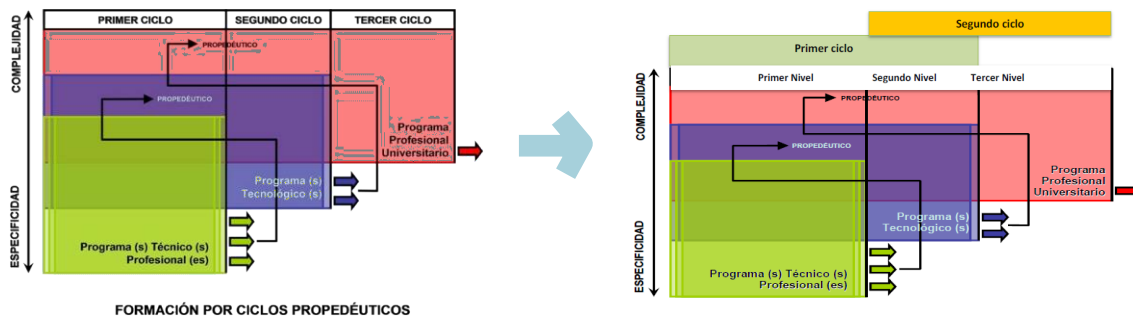 PRIMER CICLO
SEGUNDO CICLO
TERCER CICLO
COMPLEJIDAD
ESPECIFICIDAD
PROPEDÉUTICO
PROPEDÉUTICO
Programa
Profesional
Universitario
Programa (s)
Tecnológico (s)
Programa (s) Técnico (s)
Profesional (es)
FORMACIÓN POR CICLOS PROPEDÉUTICOS
Segundo ciclo
Primer ciclo
Primer Nivel
Segundo Nivel
Tercer Nivel
COMPLEJIDAD
ESPECIFICIDAD
PROPEDÉUTICO
PROPEDÉUTICO
Programa
Profesional
Universitario
Programa (s)
Tecnológico (s)
Programa (s) Técnico (s)
Profesional (es)